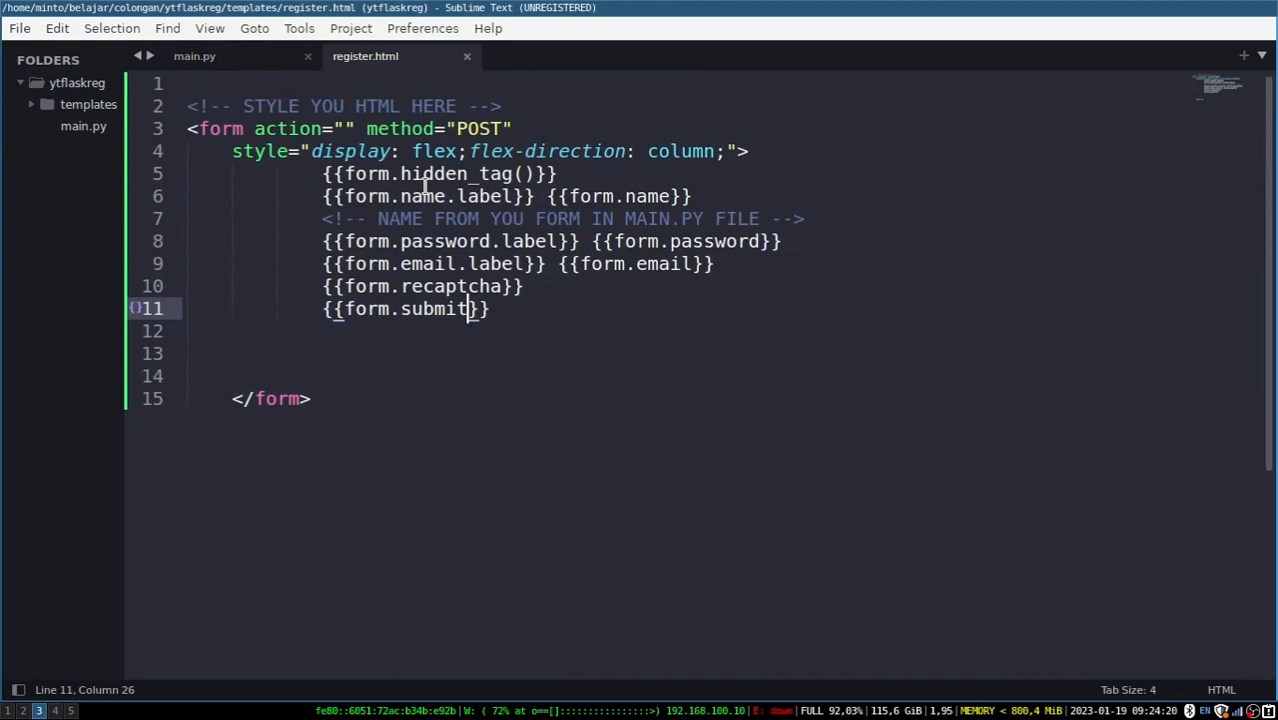 /home/minto/belajar/colongan/ytflaskreg/templates/register.html (ytflaskreg) - Sublime Text (UNREGISTERED)
File Edit Selection Find View Goto Tools Project Preferences Help
FOLDERS
ytflaskreg
templates
main.py
main.py × register.html ×
1
2 <!-- STYLE YOU HTML HERE -->
3 <form action="" method="POST"
4 style="display: flex;flex-direction: column;">
5 {{form.hidden_tag()}}
6 {{form.name.label}} {{form.name}}
7 <!-- NAME FROM YOU FORM IN MAIN.PY FILE -->
8 {{form.password.label}} {{form.password}}
9 {{form.email.label}} {{form.email}}
10 {{form.recaptcha}}
{} 11 {{form.submit}}
12
13
14
15 </form>
Line 11, Column 26 Tab Size: 4 HTML
1 2 3 4 5 fe80::6051:72ac:b34b:e92b| W: ( 72% at o==[]::::::::::::::::>) 192.168.100.10| E: down| FULL 92,03%| 115,6 GiB| 1,95| MEMORY < 800,4 MiB| 2023-01-19 09:24:20 EN